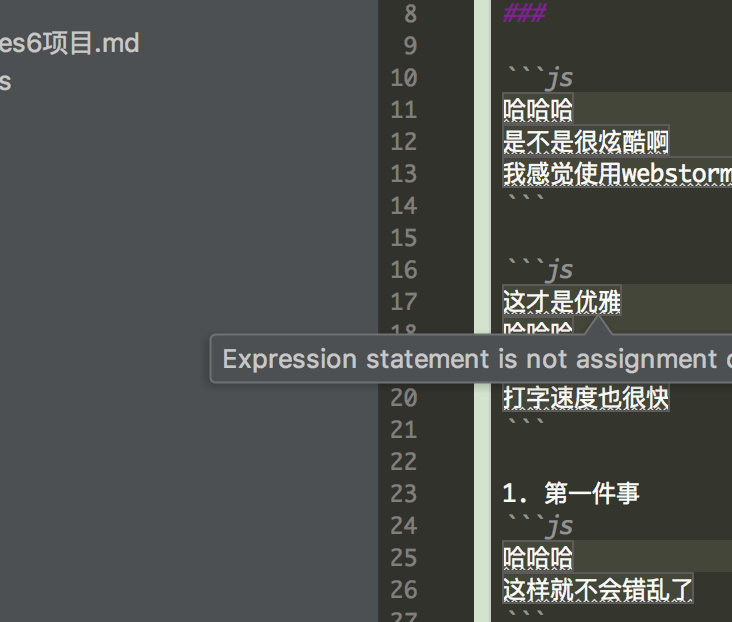 es6项目.md
s
8 ###
9
10 ```js
11 哈哈哈
12 是不是很炫酷啊
13 我感觉使用webstorm
14 ```
15
16 ```js
17 这才是优雅
18 哈哈哈
Expression statement is not assignment
20 打字速度也很快
21 ```
22
23 1. 第一件事
24 ```js
25 哈哈哈
26 这样就不会错乱了
27 ```